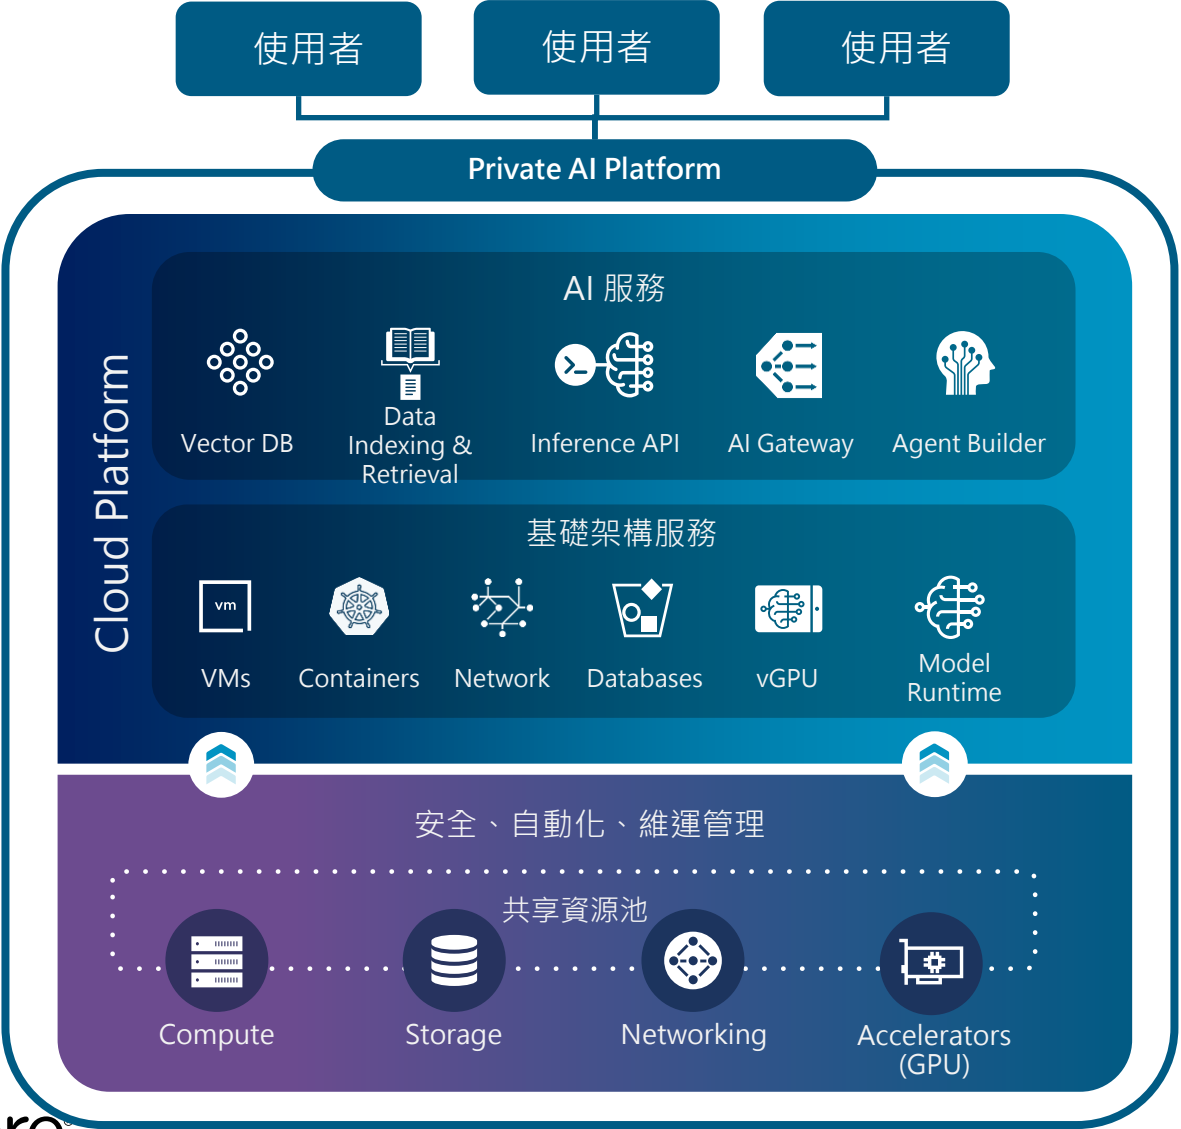 使用者
使用者
使用者
Private AI Platform
Cloud Platform
AI 服務
Vector DB
Data
Indexing &
Retrieval
Inference API
AI Gateway
Agent Builder
基礎架構服務
vm
VMs
Containers
Network
Databases
vGPU
Model
Runtime
安全、自動化、維運管理
共享資源池
Compute
Storage
Networking
Accelerators
(GPU)